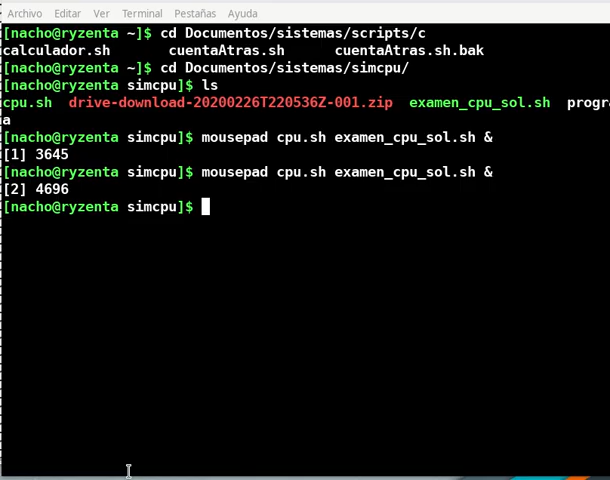 Archivo Editar Ver Terminal Pestañas Ayuda
[nacho@ryzenta ~]$ cd Documentos/sistemas/scripts/c
calculador.sh cuentaAtras.sh cuentaAtras.sh.bak
[nacho@ryzenta ~]$ cd Documentos/sistemas/simcpu/
[nacho@ryzenta simcpu]$ ls
cpu.sh drive-download-20200226T220536Z-001.zip examen_cpu_sol.sh progra
a
[nacho@ryzenta simcpu]$ mousepad cpu.sh examen_cpu_sol.sh &
[1] 3645
[nacho@ryzenta simcpu]$ mousepad cpu.sh examen_cpu_sol.sh &
[2] 4696
[nacho@ryzenta simcpu]$